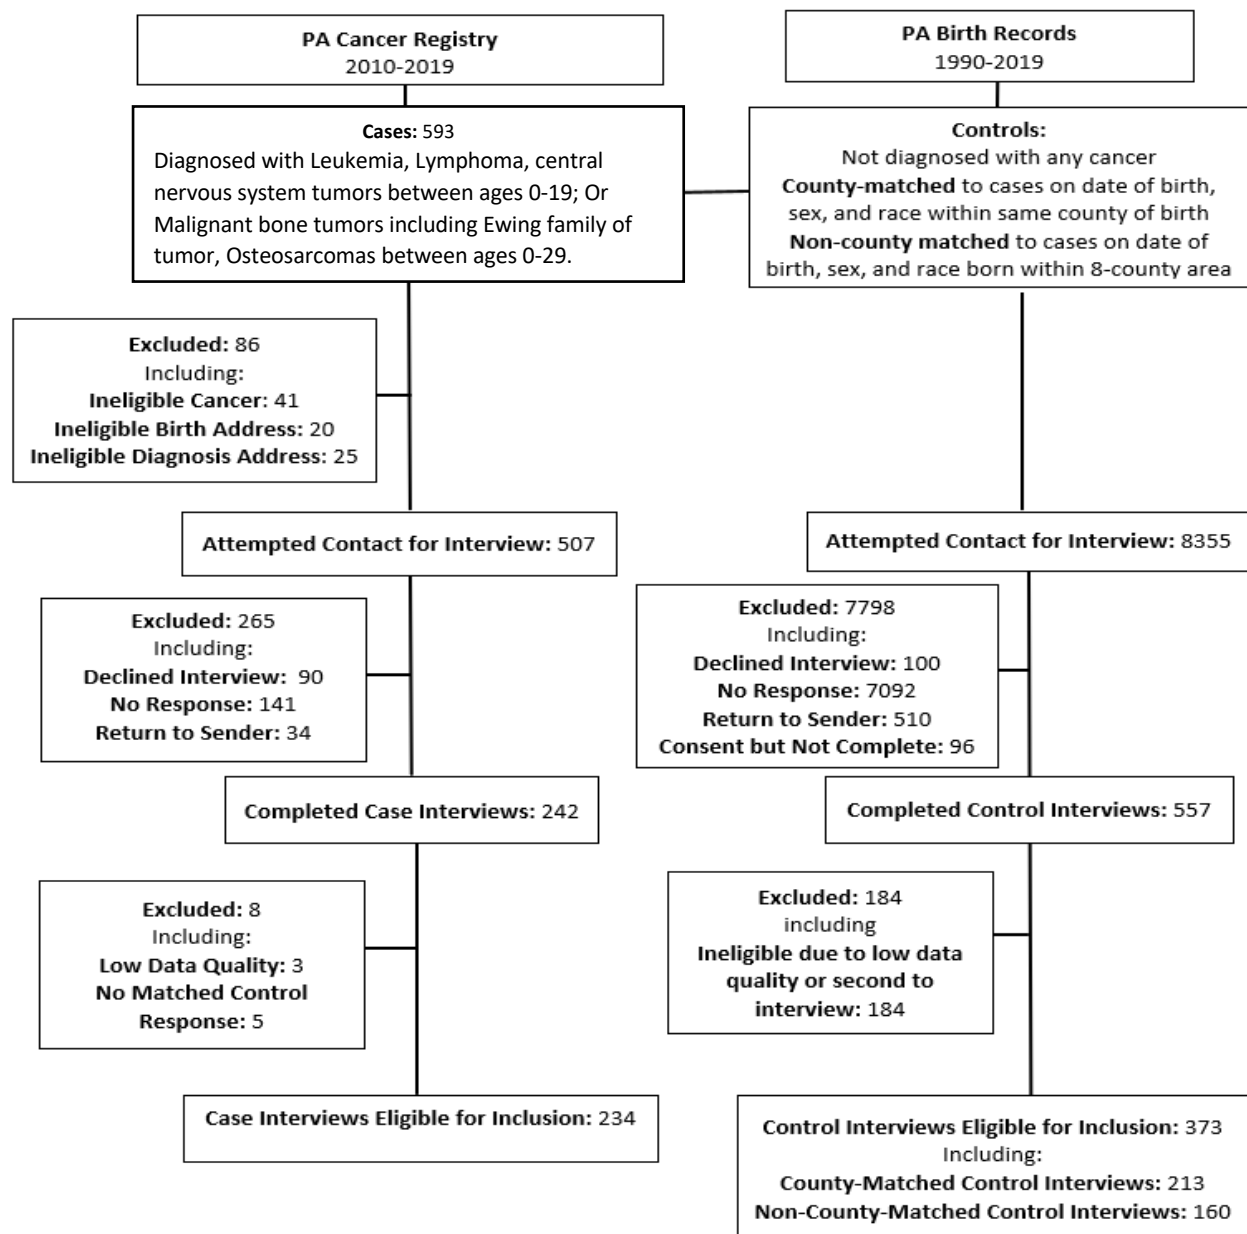 PA Cancer Registry
2010-2019
PA Birth Records
1990-2019
Cases: 593
Diagnosed with Leukemia, Lymphoma, central
nervous system tumors between ages 0-19; Or
Malignant bone tumors including Ewing family of
tumor, Osteosarcomas between ages 0-29.
Controls:
Not diagnosed with any cancer
County-matched to cases on date of birth,
sex, and race within same county of birth
Non-county matched to cases on date of
birth, sex, and race born within 8-county area
Excluded: 86
Including:
Ineligible Cancer: 41
Ineligible Birth Address: 20
Ineligible Diagnosis Address: 25
Attempted Contact for Interview: 507
Attempted Contact for Interview: 8355
Excluded: 265
Including:
Declined Interview: 90
No Response: 141
Return to Sender: 34
Excluded: 7798
Including:
Declined Interview: 100
No Response: 7092
Return to Sender: 510
Consent but Not Complete: 96
Completed Case Interviews: 242
Completed Control Interviews: 557
Excluded: 8
Including:
Low Data Quality: 3
No Matched Control
Response: 5
Excluded: 184
including
Ineligible due to low data
quality or second to
interview: 184
Case Interviews Eligible for Inclusion: 234
Control Interviews Eligible for Inclusion: 373
Including:
County-Matched Control Interviews: 213
Non-County-Matched Control Interviews: 160